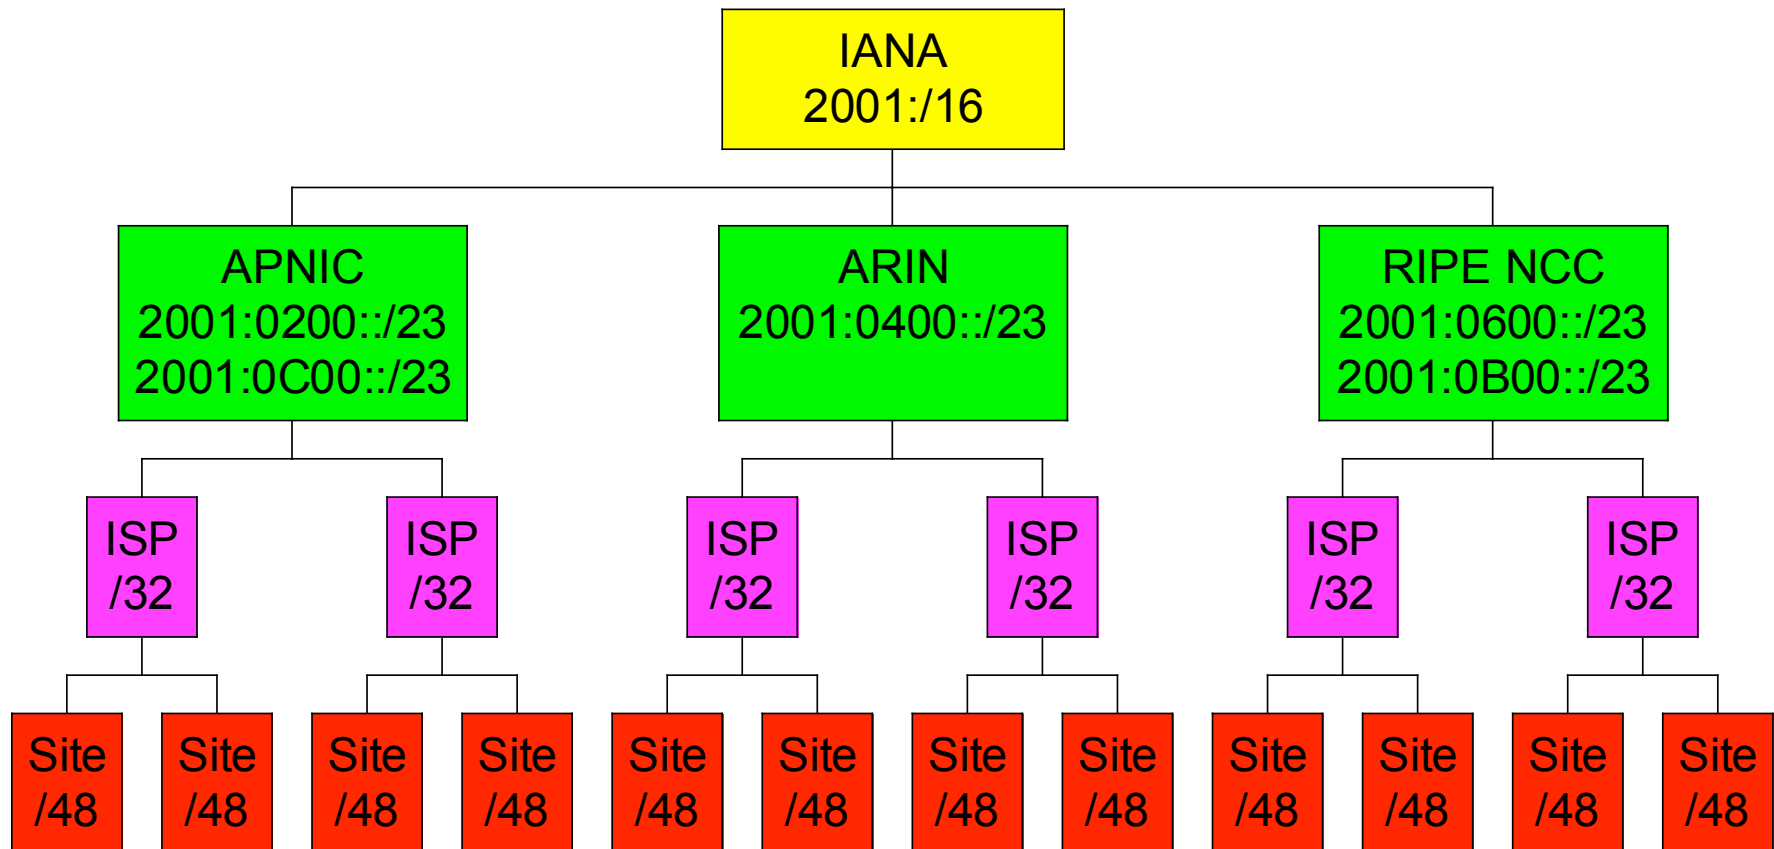 IANA
2001:/16
APNIC
2001:0200::/23
2001:0C00::/23
ARIN
2001:0400::/23
RIPE NCC
2001:0600::/23
2001:0B00::/23
ISP
/32
ISP
/32
ISP
/32
ISP
/32
ISP
/32
ISP
/32
Site
/48
Site
/48
Site
/48
Site
/48
Site
/48
Site
/48
Site
/48
Site
/48
Site
/48
Site
/48
Site
/48
Site
/48